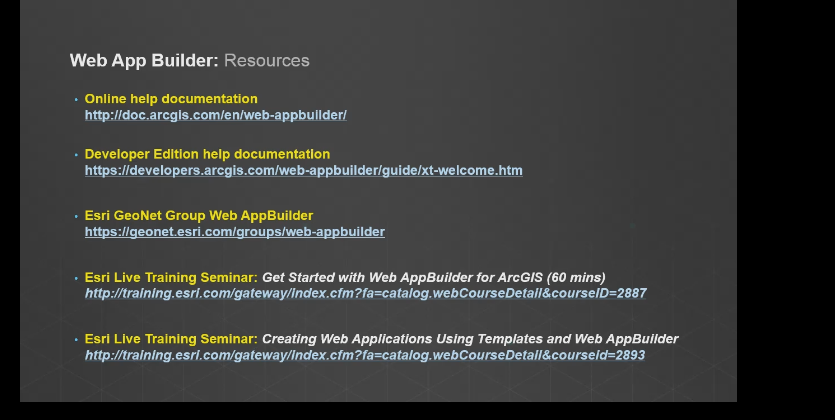 Web App Builder: Resources
• Online help documentation
http://doc.arcgis.com/en/web-appbuilder/
• Developer Edition help documentation
https://developers.arcgis.com/web-appbuilder/guide/xt-welcome.htm
• Esri GeoNet Group Web AppBuilder
https://geonet.esri.com/groups/web-appbuilder
• Esri Live Training Seminar: Get Started with Web AppBuilder for ArcGIS (60 mins)
http://training.esri.com/gateway/index.cfm?fa=catalog.webCourseDetail&courseID=2887
• Esri Live Training Seminar: Creating Web Applications Using Templates and Web AppBuilder
http://training.esri.com/gateway/index.cfm?fa=catalog.webCourseDetail&courseid=2893